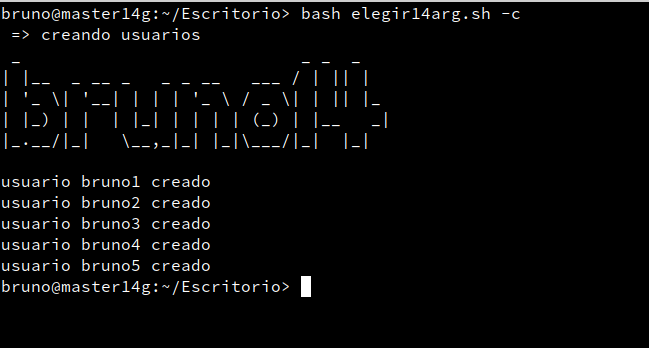 bruno@master14g:~/Escritorio> bash elegir14arg.sh -c
=> creando usuarios
bruno14
usuario bruno1 creado
usuario bruno2 creado
usuario bruno3 creado
usuario bruno4 creado
usuario bruno5 creado
bruno@master14g:~/Escritorio>